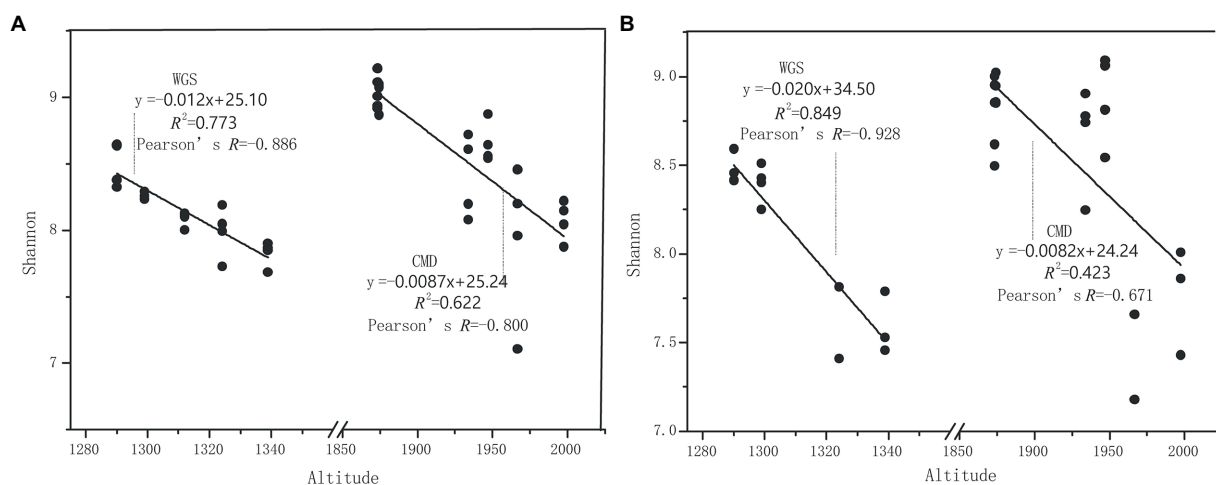 A
Shannon
9
8
7
WGS
y =-0.012x+25.10
R²=0.773
Pearson' s R=-0.886
CMD
y=-0.0087x+25.24
R²=0.622
Pearson' s R=-0.800
1280 1300 1320 1340 1850 1900 1950 2000
Altitude
B
Shannon
9.0
8.5
8.0
7.5
7.0
WGS
y =-0.020x+34.50
R²=0.849
Pearson' s R=-0.928
CMD
y=-0.0082x+24.24
R²=0.423
Pearson' s R=-0.671
1280 1300 1320 1340 1850 1900 1950 2000
Altitude